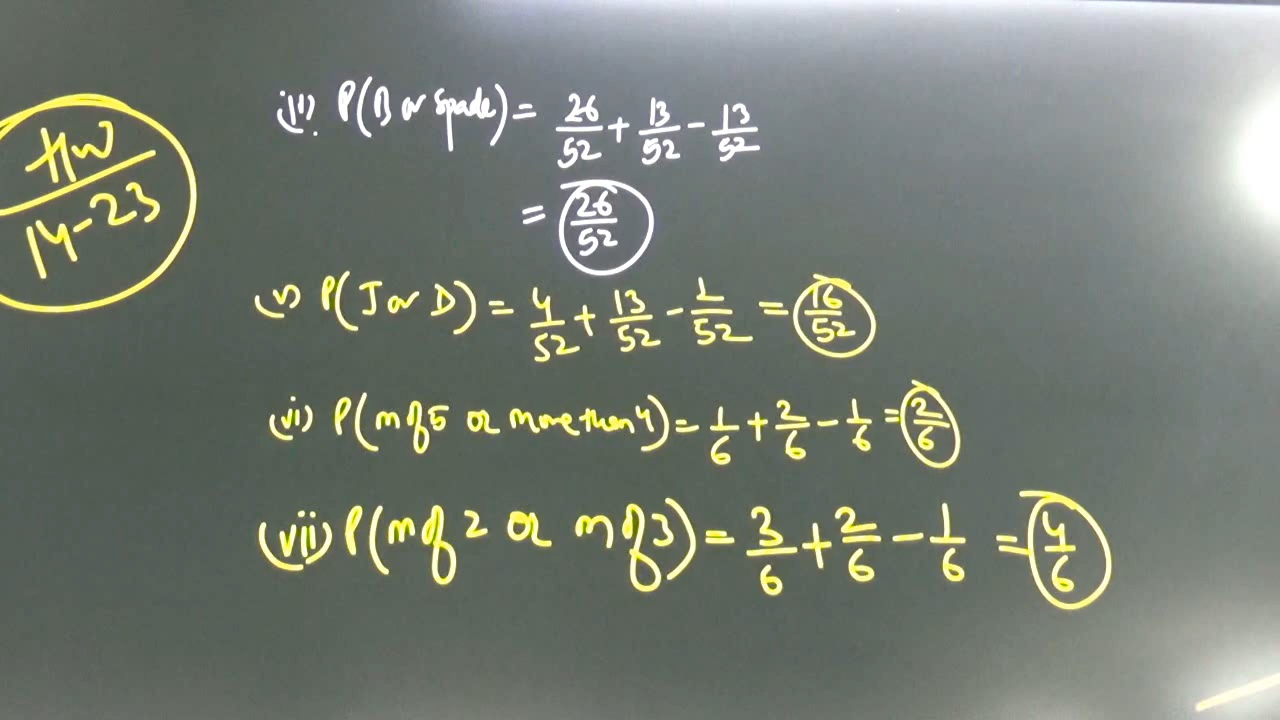 HW
14-23
iii) P(B or Spade) = 26/52 + 13/52 - 13/52
= 26/52
(v) P(J or D) = 4/52 + 13/52 - 1/52 = 16/52
(vi) P(m of 5 or more then 4) = 1/6 + 2/6 - 1/6 = 2/6
(vii) P(m of 2 or m of 3) = 3/6 + 2/6 - 1/6 = 4/6